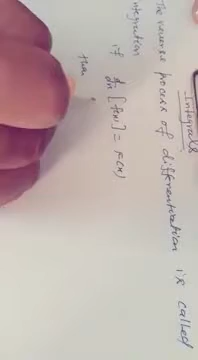 Integrals
The reverse process of differentiation is called
integration
if d/dx [f(x)] = F(x)
then